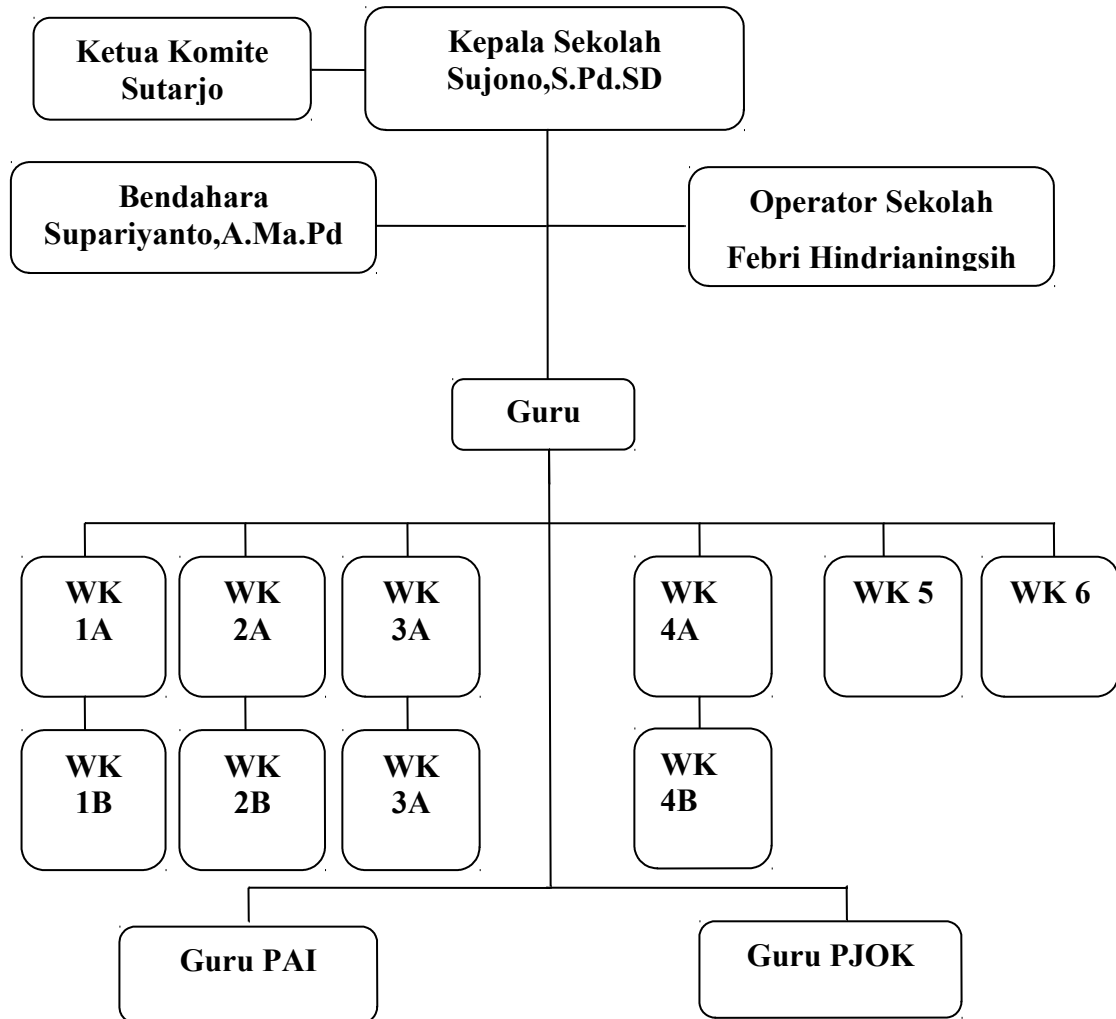 Ketua Komite
Sutarjo
Kepala Sekolah
Sujono,S.Pd.SD
Bendahara
Supariyanto,A.Ma.Pd
Operator Sekolah
Febri Hindrianingsih
Guru
WK
1A
WK
2A
WK
3A
WK
4A
WK 5
WK 6
WK
1B
WK
2B
WK
3A
WK
4B
Guru PAI
Guru PJOK